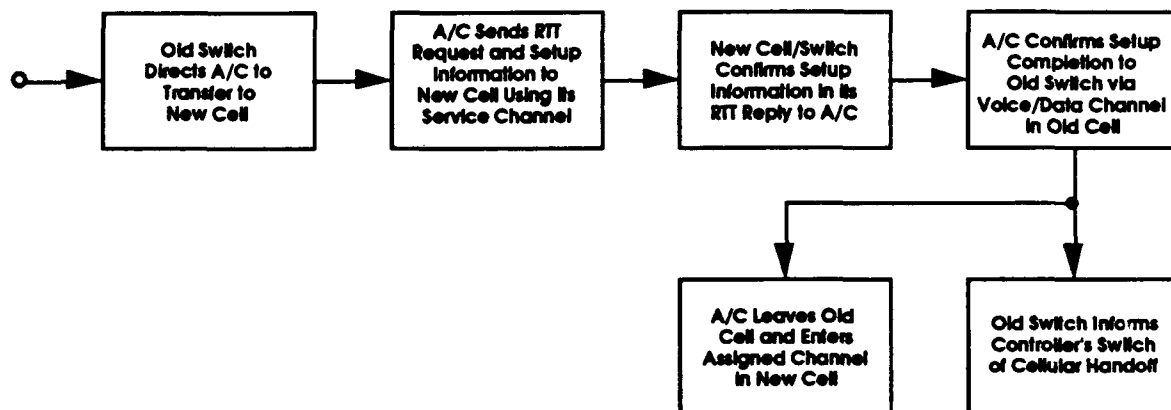 Old Switch
Directs A/C to
Transfer to
New Cell
A/C Sends RTT
Request and Setup
Information to
New Cell Using Its
Service Channel
New Cell/Switch
Confirms Setup
Information in its
RTT Reply to A/C
A/C Confirms Setup
Completion to
Old Switch via
Voice/Data Channel
in Old Cell
A/C Leaves Old
Cell and Enters
Assigned Channel
in New Cell
Old Switch Informs
Controller's Switch
of Cellular Handoff